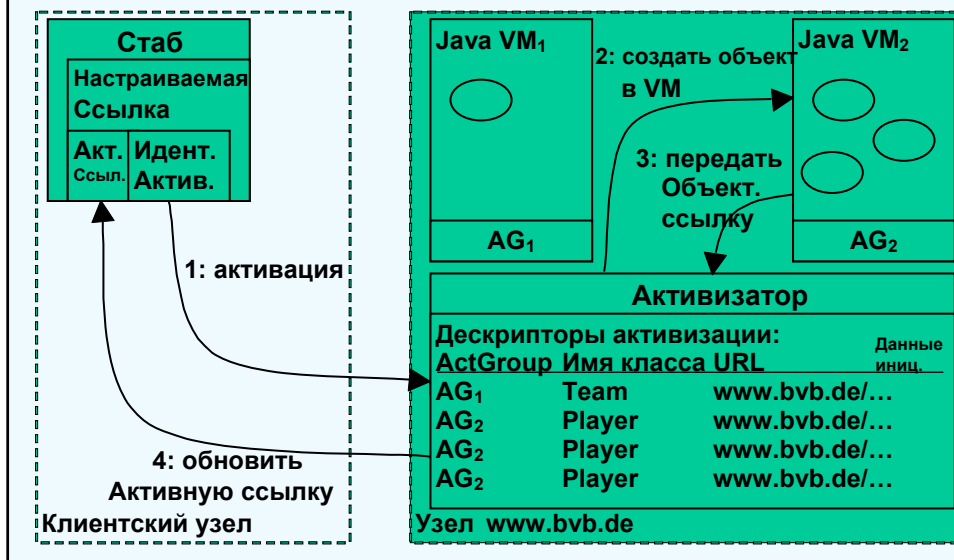 Стаб
Настраиваемая
Ссылка
Акт.
Ссыл.
Идент.
Актив.
1: активация
4: обновить
Активную ссылку
Клиентский узел
Java VM1
AG1
2: создать объект
в VM
3: передать
Объект.
ссылку
Java VM2
AG2
Активизатор
Дескрипторы активизации:
ActGroup Имя класса URL Данные иниц.
AG1 Team www.bvb.de/…
AG2 Player www.bvb.de/…
AG2 Player www.bvb.de/…
AG2 Player www.bvb.de/…
Узел www.bvb.de